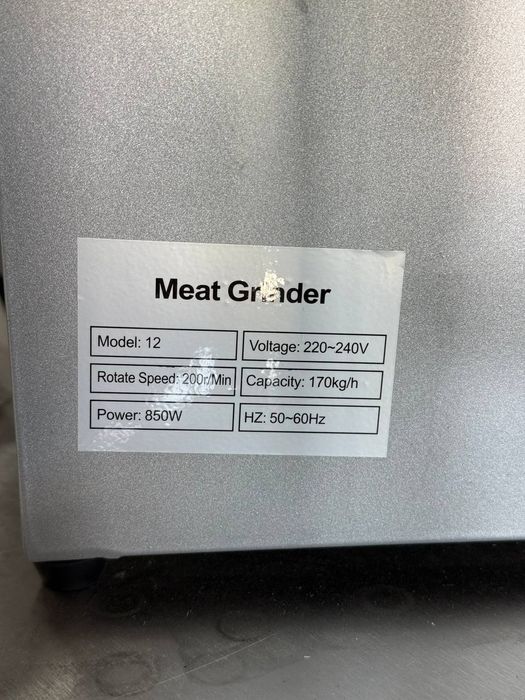 Meat Grinder
Model: 12
Voltage: 220~240V
Rotate Speed: 200r/Min
Capacity: 170kg/h
Power: 850W
HZ: 50~60Hz